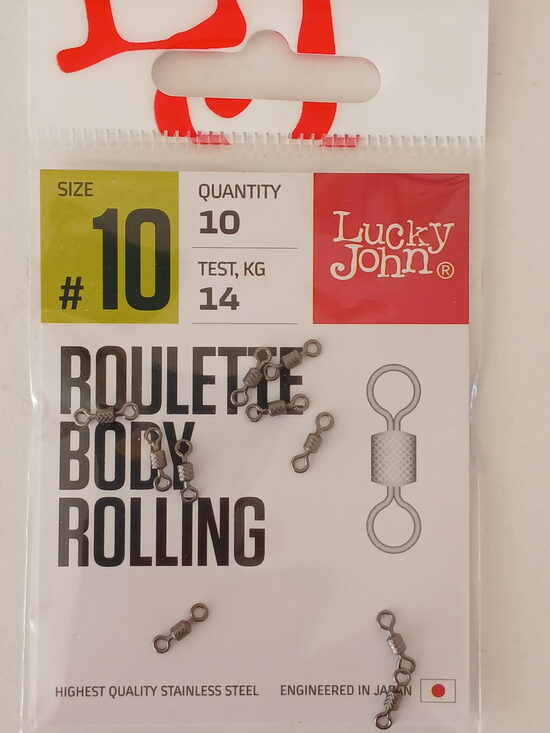 SIZE
#10
QUANTITY
10
TEST, KG
14
Lucky
John®
ROULETTE
BODY
ROLLING
HIGHEST QUALITY STAINLESS STEEL
ENGINEERED IN JAPAN